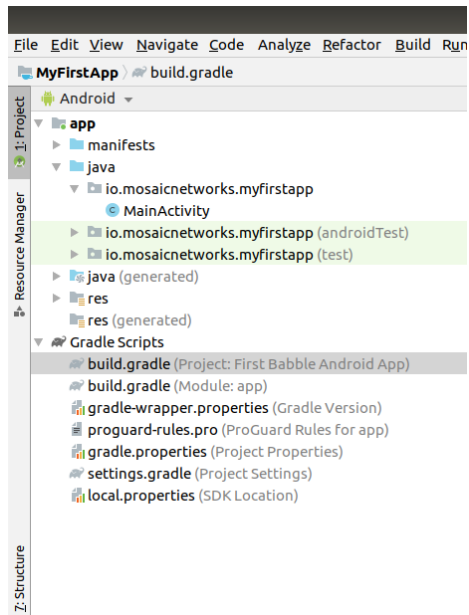 File Edit View Navigate Code Analyze Refactor Build Run
MyFirstApp build.gradle
Android
1: Project
Resource Manager
7: Structure
app
manifests
java
io.mosaicnetworks.myfirstapp
C MainActivity
io.mosaicnetworks.myfirstapp (androidTest)
io.mosaicnetworks.myfirstapp (test)
java (generated)
res
res (generated)
Gradle Scripts
build.gradle (Project: First Babble Android App)
build.gradle (Module: app)
gradle-wrapper.properties (Gradle Version)
proguard-rules.pro (ProGuard Rules for app)
gradle.properties (Project Properties)
settings.gradle (Project Settings)
local.properties (SDK Location)